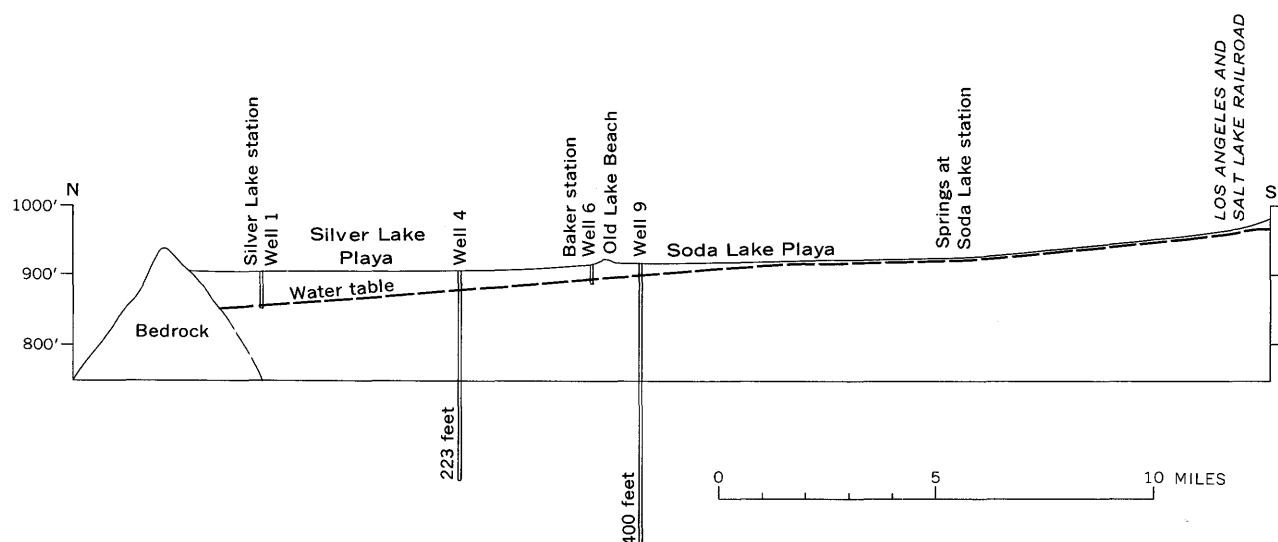 LOS ANGELES AND
SALT LAKE RAILROAD
Silver Lake station
Well 1
Silver Lake
Playa
Well 4
Baker station
Well 6
Old Lake Beach
Well 9
Soda Lake Playa
Springs at
Soda Lake station
N
S
1000'
900'
800'
Water table
Bedrock
223 feet
400 feet
0 5 10 MILES